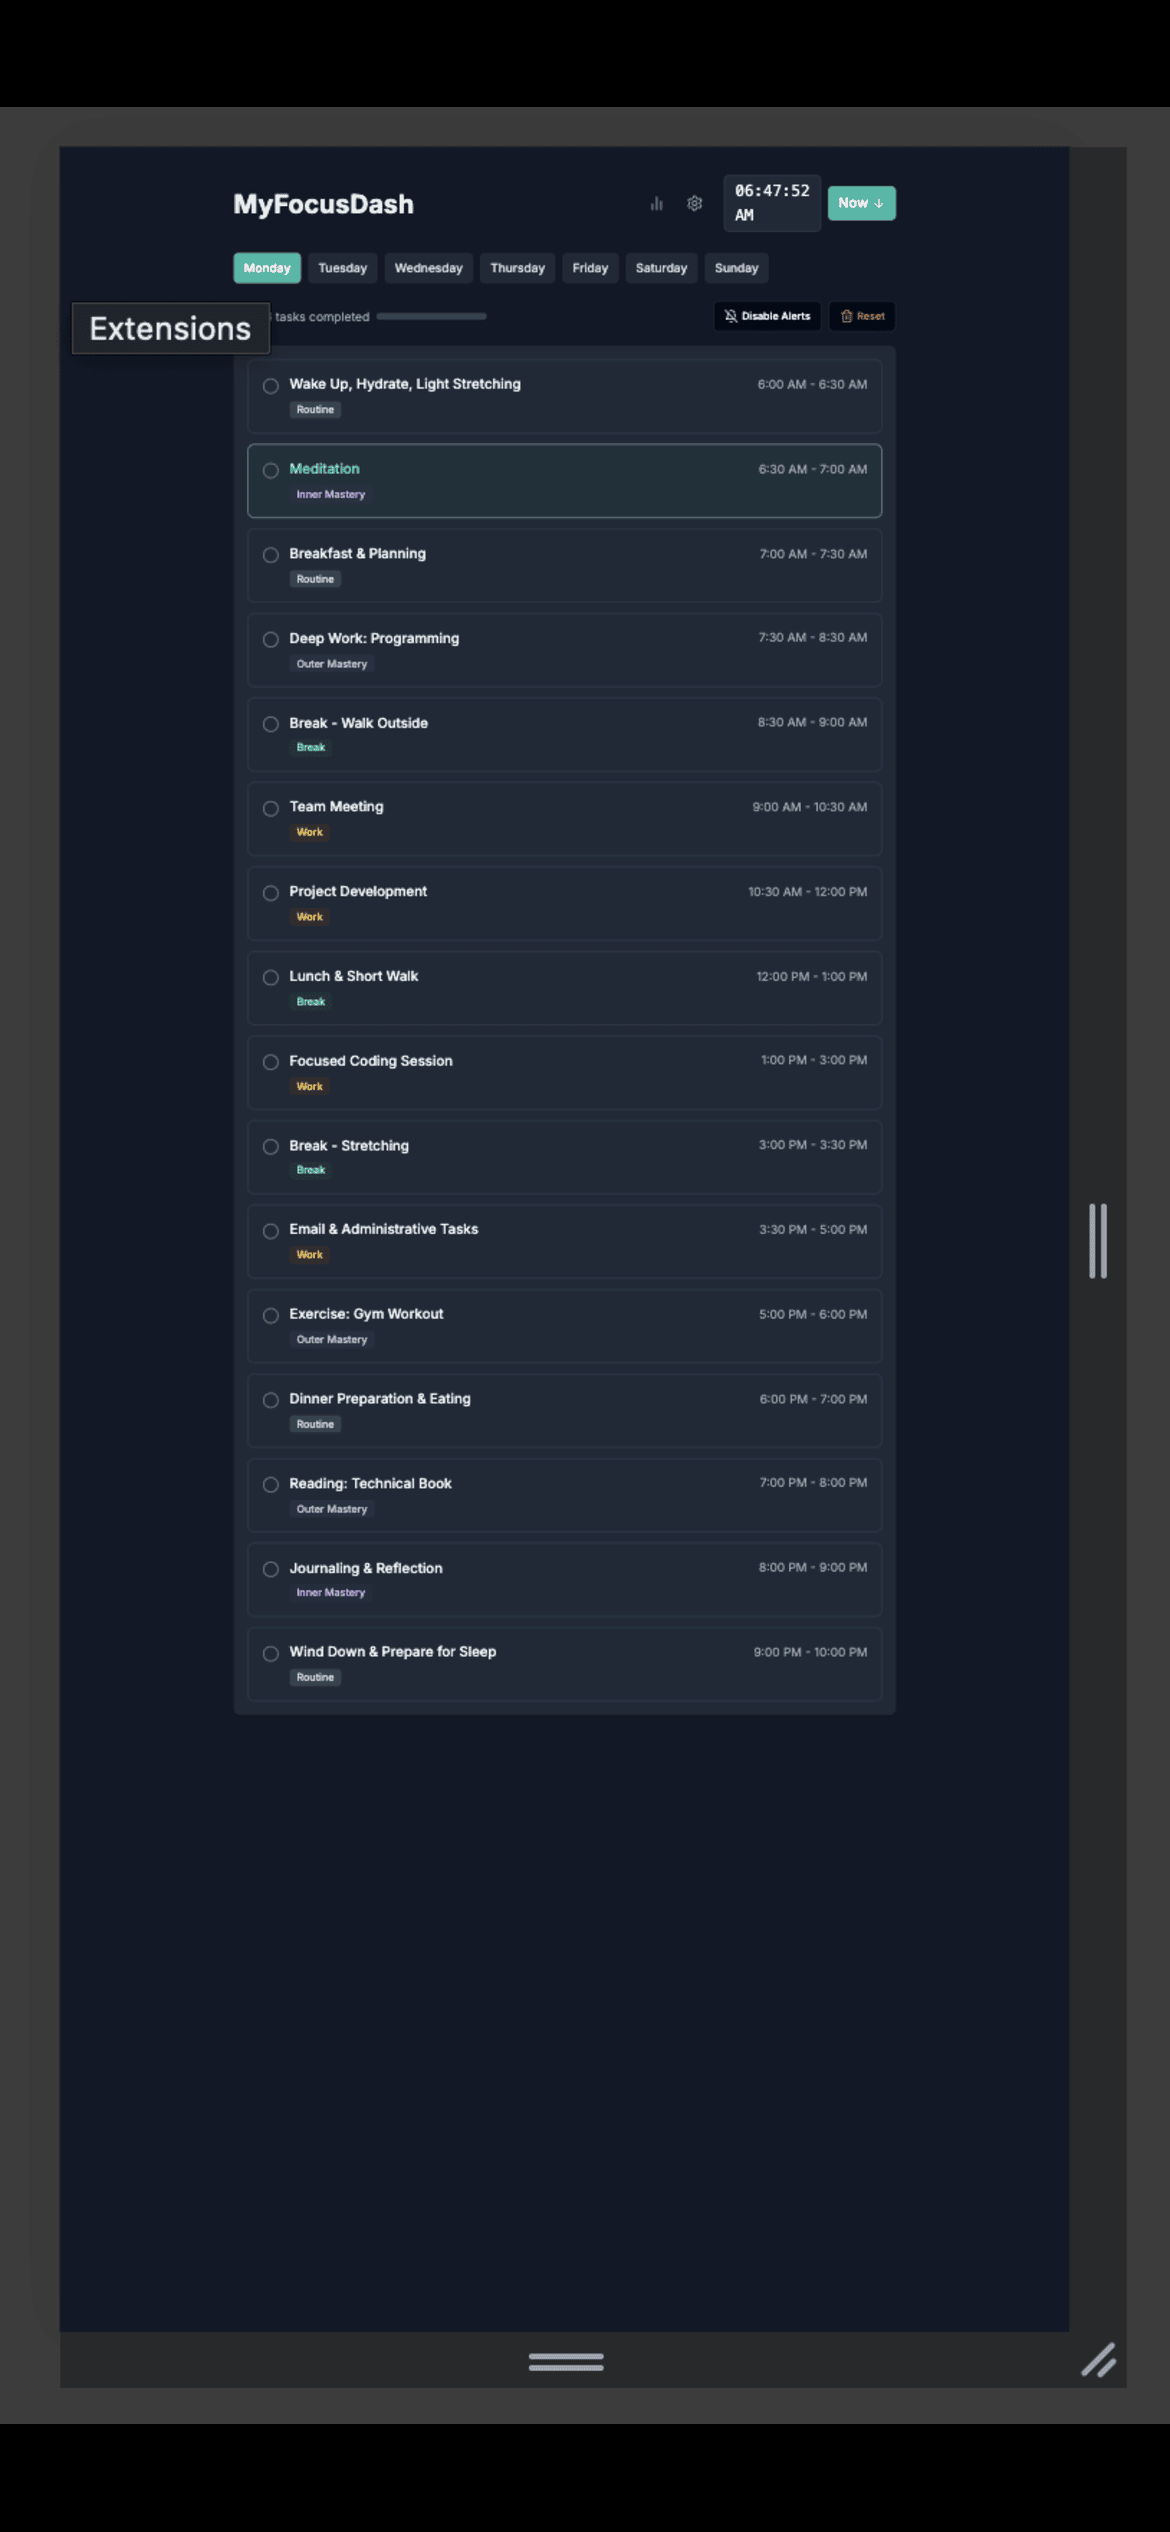 MyFocusDash
06:47:52
AM
Now ↓
Monday Tuesday Wednesday Thursday Friday Saturday Sunday
Extensions
tasks completed
Disable Alerts
Reset
Wake Up, Hydrate, Light Stretching 6:00 AM - 6:30 AM
Routine
Meditation 6:30 AM - 7:00 AM
Inner Mastery
Breakfast & Planning 7:00 AM - 7:30 AM
Routine
Deep Work: Programming 7:30 AM - 8:30 AM
Outer Mastery
Break - Walk Outside 8:30 AM - 9:00 AM
Break
Team Meeting 9:00 AM - 10:30 AM
Work
Project Development 10:30 AM - 12:00 PM
Work
Lunch & Short Walk 12:00 PM - 1:00 PM
Break
Focused Coding Session 1:00 PM - 3:00 PM
Work
Break - Stretching 3:00 PM - 3:30 PM
Break
Email & Administrative Tasks 3:30 PM - 5:00 PM
Work
Exercise: Gym Workout 5:00 PM - 6:00 PM
Outer Mastery
Dinner Preparation & Eating 6:00 PM - 7:00 PM
Routine
Reading: Technical Book 7:00 PM - 8:00 PM
Outer Mastery
Journaling & Reflection 8:00 PM - 9:00 PM
Inner Mastery
Wind Down & Prepare for Sleep 9:00 PM - 10:00 PM
Routine